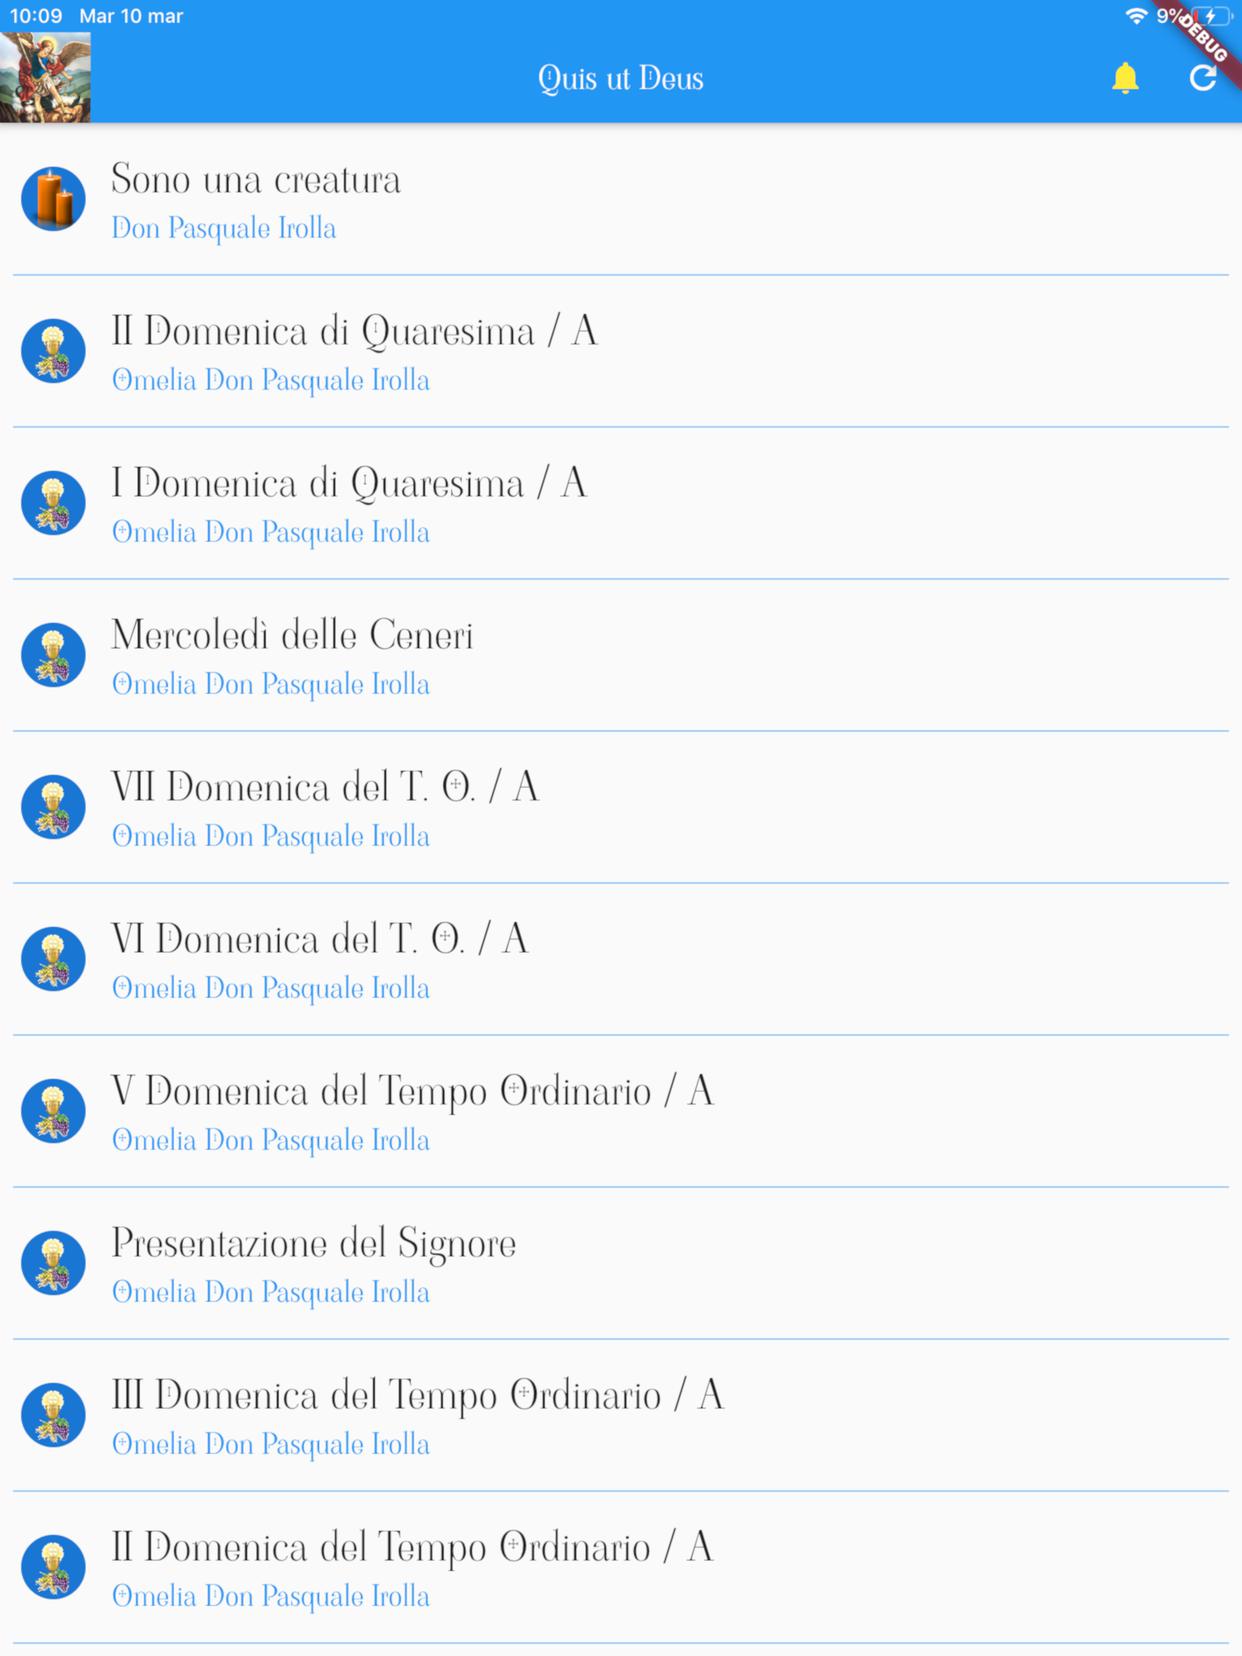 10:09 Mar 10 mar
9%
DEBUG
Quis ut Deus
Sono una creatura
Don Pasquale Irolla
II Domenica di Quaresima / A
Omelia Don Pasquale Irolla
I Domenica di Quaresima / A
Omelia Don Pasquale Irolla
Mercoledì delle Ceneri
Omelia Don Pasquale Irolla
VII Domenica del T. O. / A
Omelia Don Pasquale Irolla
VI Domenica del T. O. / A
Omelia Don Pasquale Irolla
V Domenica del Tempo Ordinario / A
Omelia Don Pasquale Irolla
Presentazione del Signore
Omelia Don Pasquale Irolla
III Domenica del Tempo Ordinario / A
Omelia Don Pasquale Irolla
II Domenica del Tempo Ordinario / A
Omelia Don Pasquale Irolla